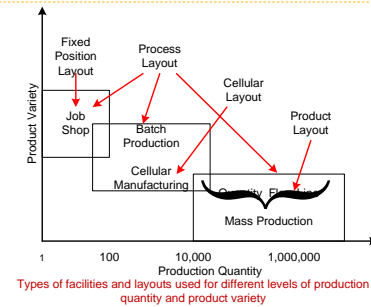 Fixed
Position
Layout
Process
Layout
Cellular
Layout
Product
Layout
Product Variety
Job
Shop
Batch
Production
Cellular
Manufacturing
Quantity
Mass Production
1
100
10,000
1,0000,000
Production Quantity
Types of facilities and layouts used for different levels of production
quantity and product variety